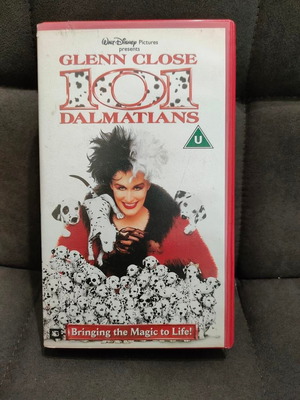 WALT DISNEY Pictures
presents
GLENN CLOSE
101
DALMATIANS
U
Bringing the Magic to Life!